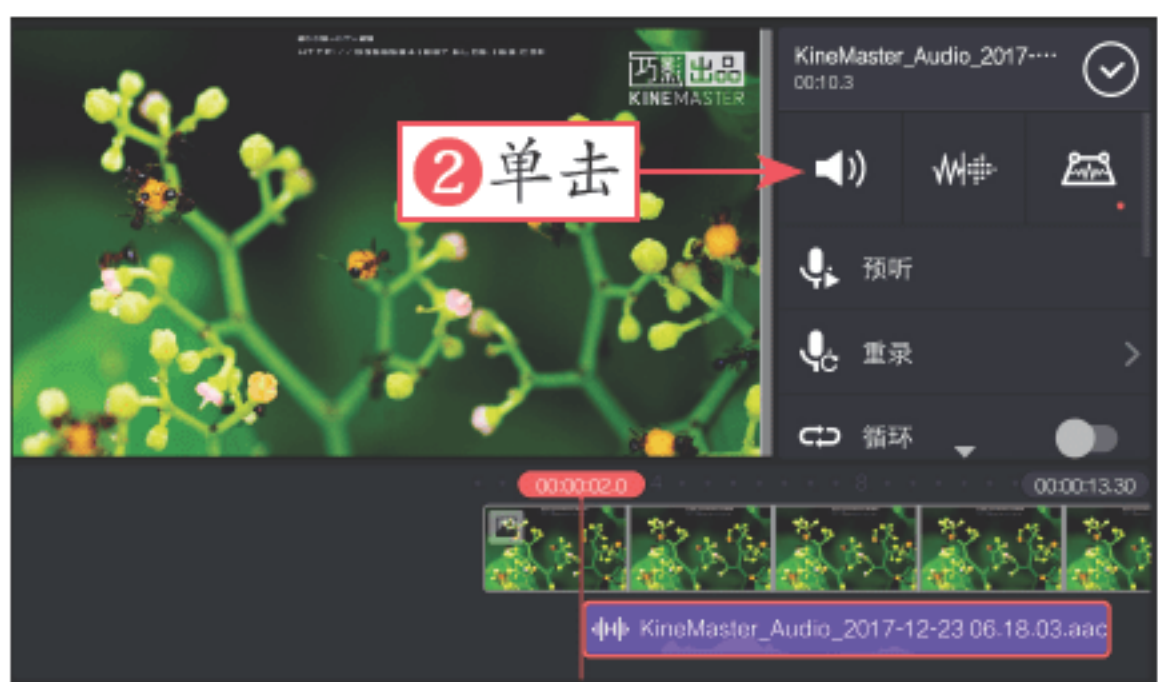 巧影 出品
KINEMASTER
❷单击
KineMaster_Audio_2017-····
00:10.3
预听
重录
循环
00:00:02.0
4
8
00:00:13.30
KineMaster_Audio_2017-12-23 06.18.03.aac